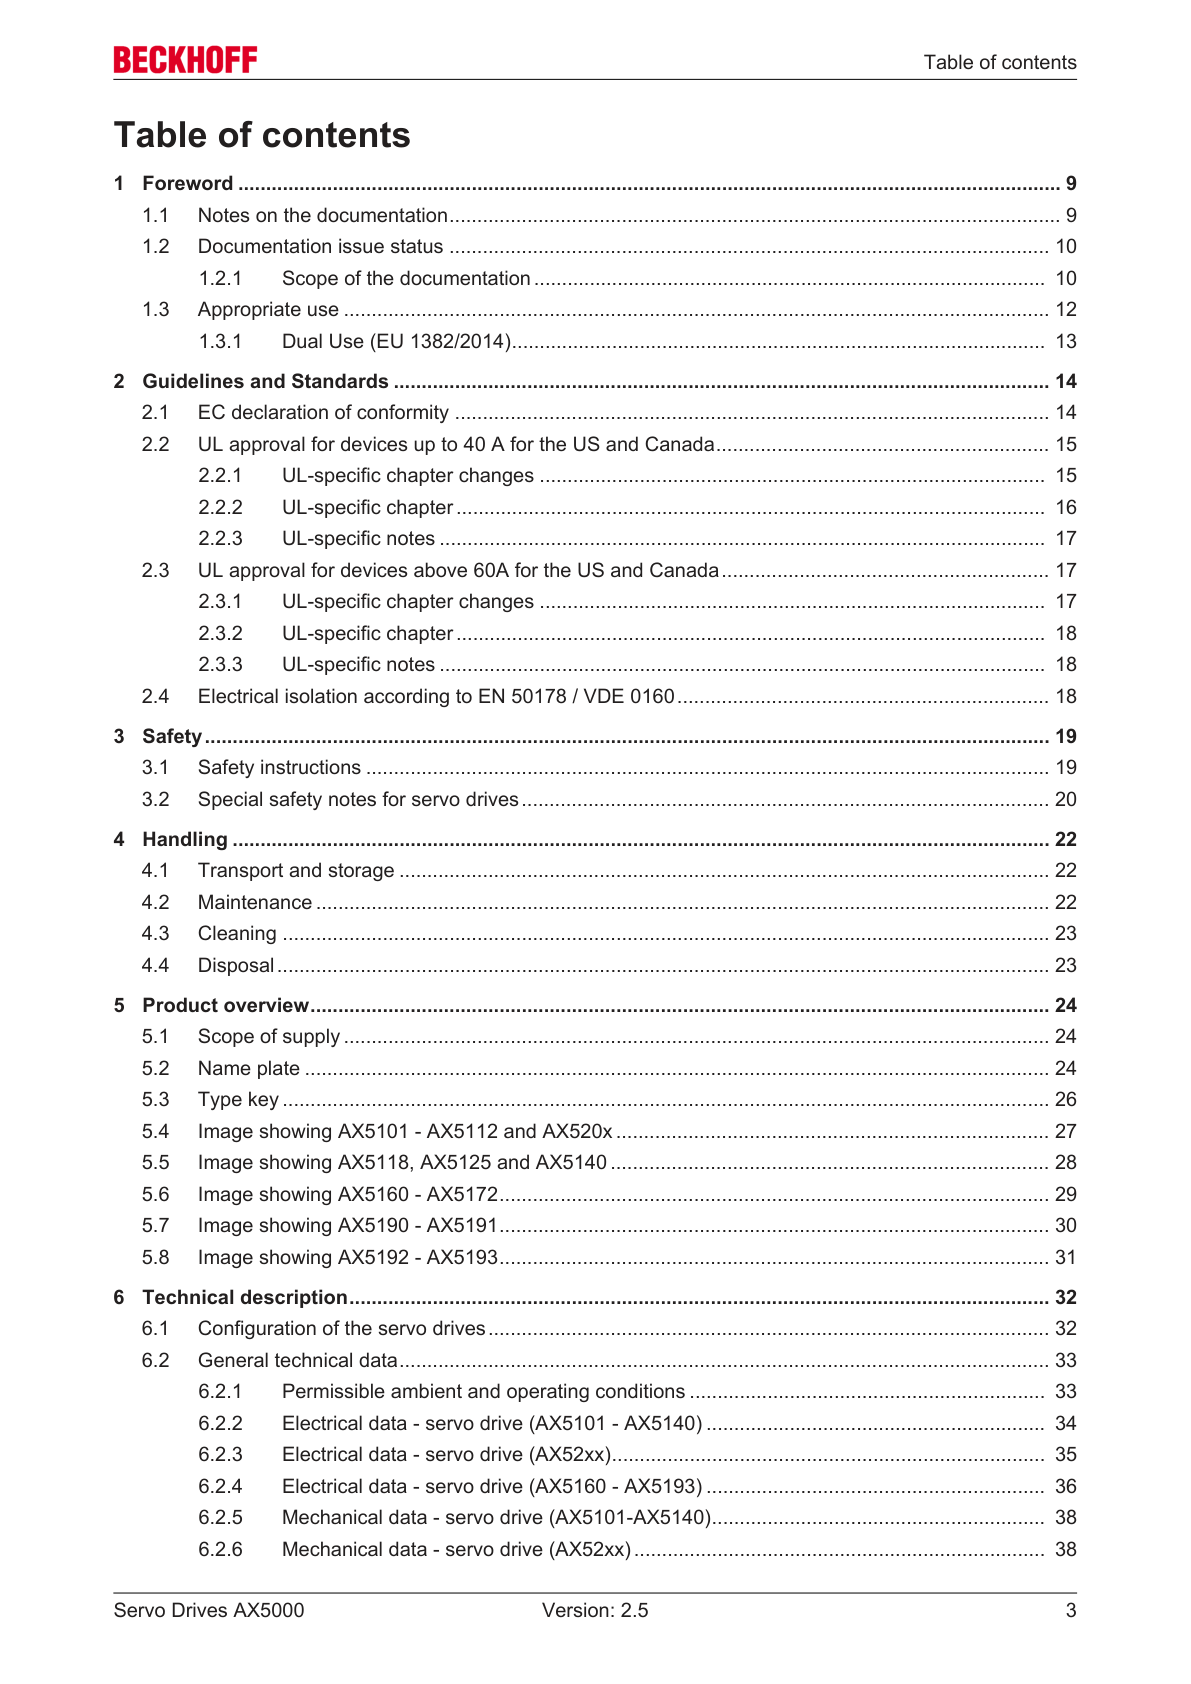 BECKHOFF
Table of contents
Table of contents
1 Foreword ........................................................................................................................................................ 9
1.1 Notes on the documentation.............................................................................................................. 9
1.2 Documentation issue status ............................................................................................................ 10
1.2.1 Scope of the documentation ............................................................................................ 10
1.3 Appropriate use ............................................................................................................................... 12
1.3.1 Dual Use (EU 1382/2014)................................................................................................ 13
2 Guidelines and Standards ...................................................................................................................... 14
2.1 EC declaration of conformity ........................................................................................................... 14
2.2 UL approval for devices up to 40 A for the US and Canada............................................................ 15
2.2.1 UL-specific chapter changes ........................................................................................... 15
2.2.2 UL-specific chapter .......................................................................................................... 16
2.2.3 UL-specific notes ............................................................................................................. 17
2.3 UL approval for devices above 60A for the US and Canada........................................................... 17
2.3.1 UL-specific chapter changes ........................................................................................... 17
2.3.2 UL-specific chapter .......................................................................................................... 18
2.3.3 UL-specific notes ............................................................................................................. 18
2.4 Electrical isolation according to EN 50178 / VDE 0160................................................................... 18
3 Safety........................................................................................................................................................ 19
3.1 Safety instructions ........................................................................................................................... 19
3.2 Special safety notes for servo drives............................................................................................... 20
4 Handling ................................................................................................................................................... 22
4.1 Transport and storage ..................................................................................................................... 22
4.2 Maintenance .................................................................................................................................... 22
4.3 Cleaning .......................................................................................................................................... 23
4.4 Disposal........................................................................................................................................... 23
5 Product overview..................................................................................................................................... 24
5.1 Scope of supply ............................................................................................................................... 24
5.2 Name plate ...................................................................................................................................... 24
5.3 Type key .......................................................................................................................................... 26
5.4 Image showing AX5101 - AX5112 and AX520x .............................................................................. 27
5.5 Image showing AX5118, AX5125 and AX5140 ............................................................................... 28
5.6 Image showing AX5160 - AX5172................................................................................................... 29
5.7 Image showing AX5190 - AX5191................................................................................................... 30
5.8 Image showing AX5192 - AX5193................................................................................................... 31
6 Technical description.............................................................................................................................. 32
6.1 Configuration of the servo drives..................................................................................................... 32
6.2 General technical data..................................................................................................................... 33
6.2.1 Permissible ambient and operating conditions ................................................................ 33
6.2.2 Electrical data - servo drive (AX5101 - AX5140) ............................................................. 34
6.2.3 Electrical data - servo drive (AX52xx).............................................................................. 35
6.2.4 Electrical data - servo drive (AX5160 - AX5193) ............................................................. 36
6.2.5 Mechanical data - servo drive (AX5101-AX5140)............................................................ 38
6.2.6 Mechanical data - servo drive (AX52xx).......................................................................... 38
Servo Drives AX5000 Version: 2.5 3